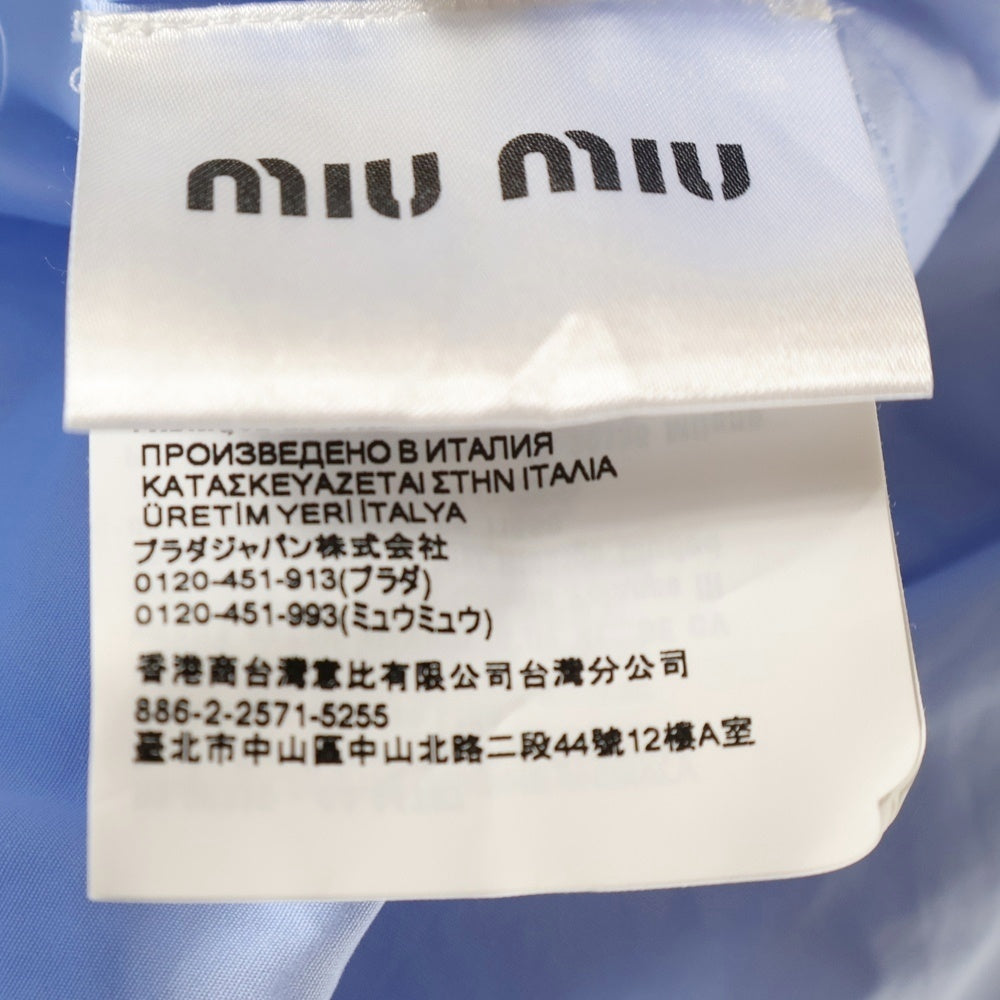 miu miu
ПРОИЗВЕДЕНО В ИТАЛИЯ
ΚΑΤΑΣΚΕΥΑΖΕΤΑΙ ΣΤΗΝ ΙΤΑΛΙΑ
ÜRETİM YERİ İTALYA
プラダジャパン株式会社
0120-451-913(プラダ)
0120-451-993(ミュウミュウ)
香港商台灣意比有限公司台灣分公司
886-2-2571-5255
臺北市中山區中山北路二段44號12樓A室